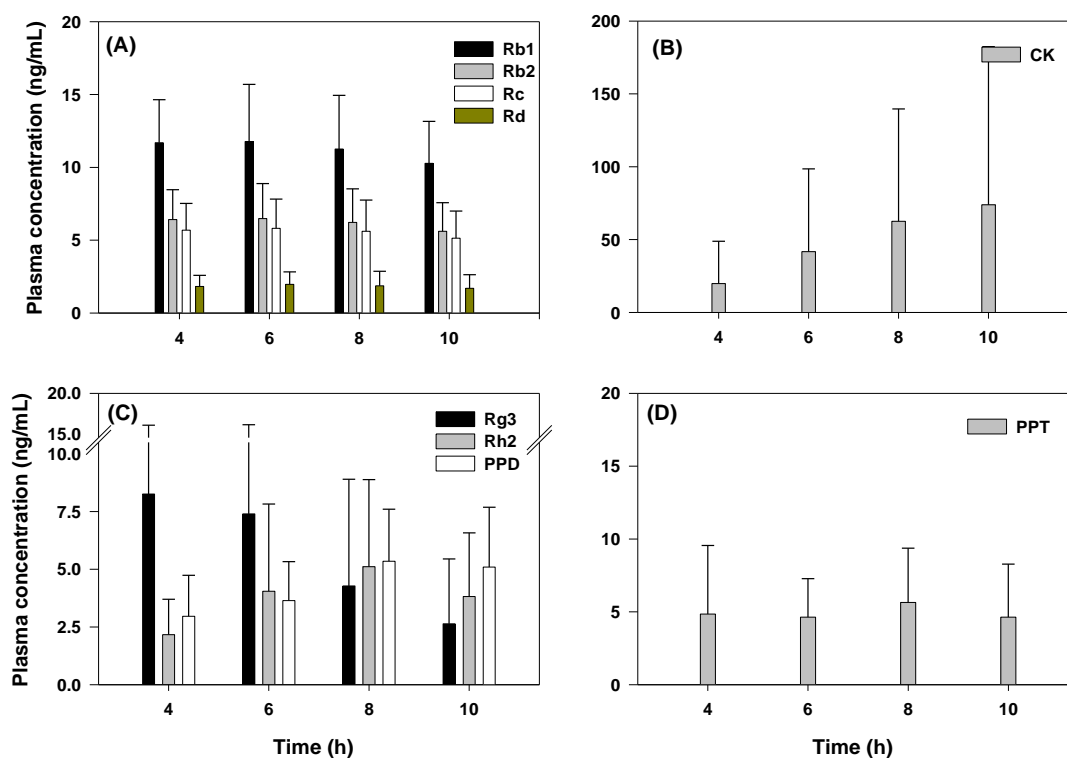 Plasma concentration (ng/mL)
(A)
Rb1
Rb2
Rc
Rd
20
15
10
5
0
4 6 8 10
(B)
CK
200
150
100
50
0
4 6 8 10
Plasma concentration (ng/mL)
(C)
Rg3
Rh2
PPD
20.0
15.0
10.0
7.5
5.0
2.5
0.0
4 6 8 10
Time (h)
(D)
PPT
20
15
10
5
0
4 6 8 10
Time (h)